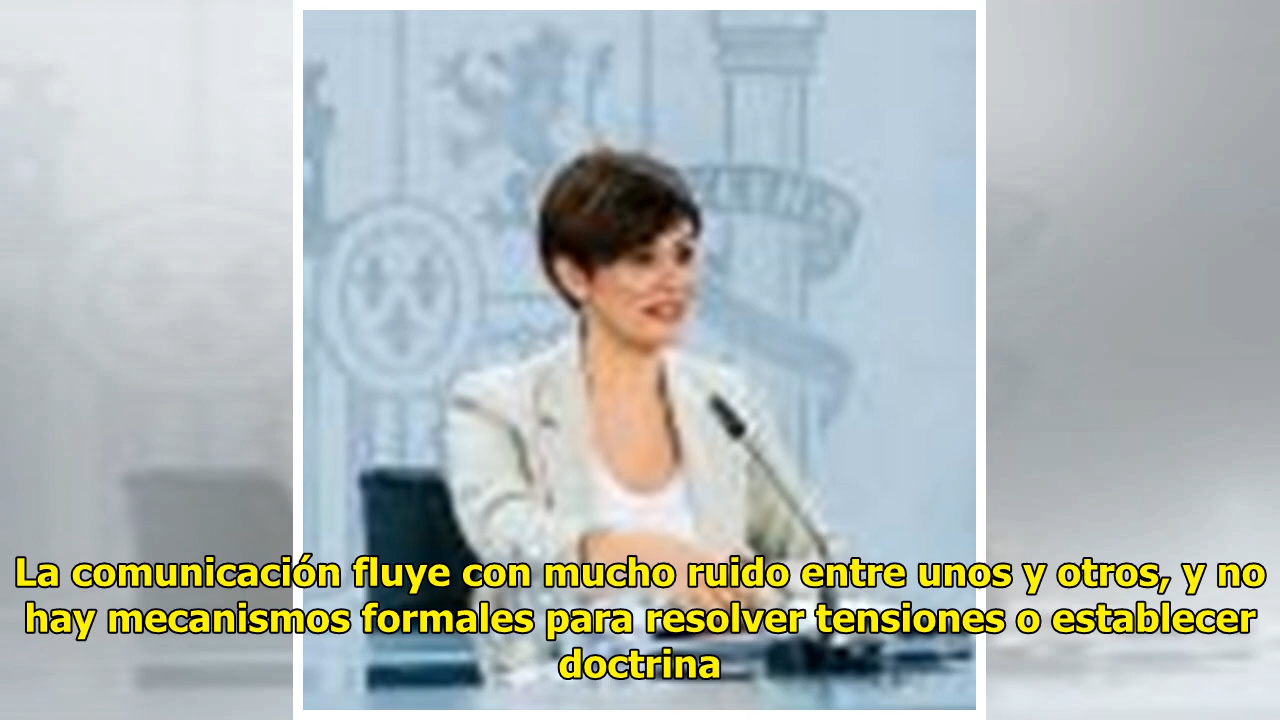 La comunicación fluye con mucho ruido entre unos y otros, y no
hay mecanismos formales para resolver tensiones o establecer
doctrina